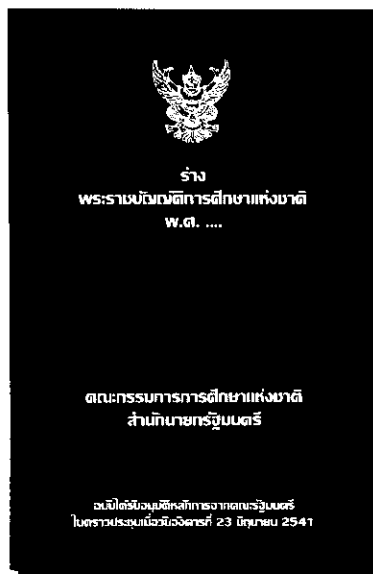 ร่าง
พระราชบัญญัติการศึกษาแห่งชาติ
พ.ศ. ....
คณะกรรมการการศึกษาแห่งชาติ
สำนักนายกรัฐมนตรี
ฉบับได้รับอนุมัติหลักการจากคณะรัฐมนตรี
ในคราวประชุมเมื่อวันอังคารที่ 23 มิถุนายน 2541